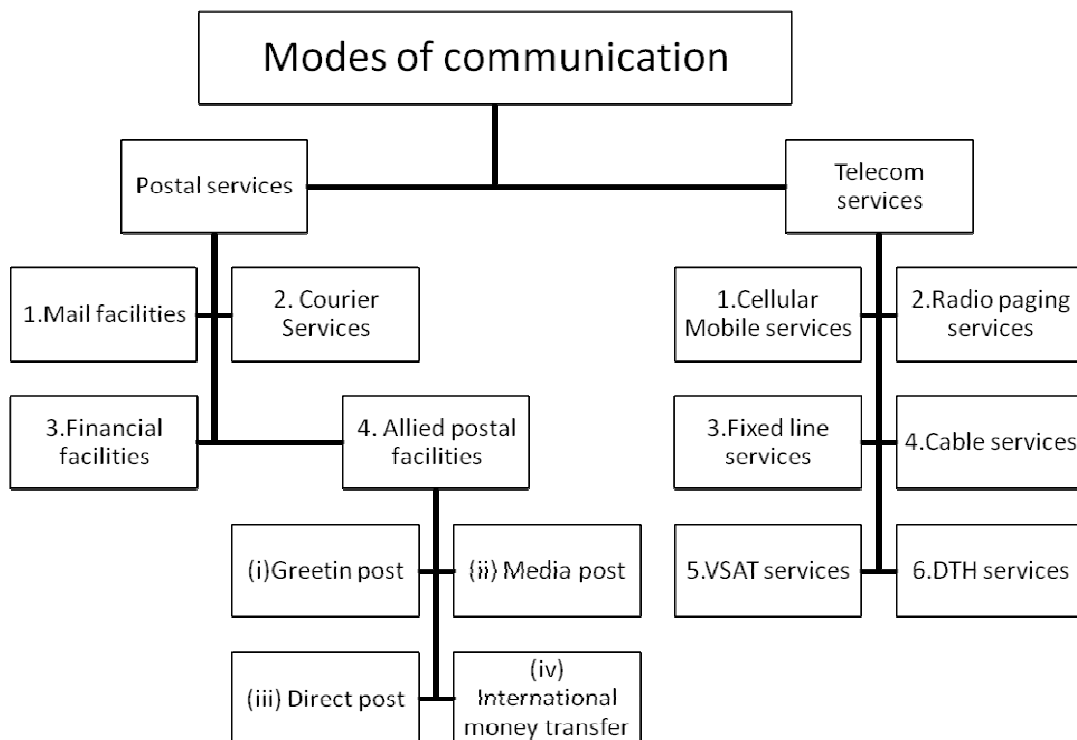 Modes of communication
Postal services
Telecom
services
1.Mail facilities
2. Courier
Services
1.Cellular
Mobile services
2.Radio paging
services
3.Financial
facilities
4. Allied postal
facilities
3.Fixed line
services
4.Cable services
(i)Greetin post
(ii) Media post
5.VSAT services
6.DTH services
(iii) Direct post
(iv)
International
money transfer